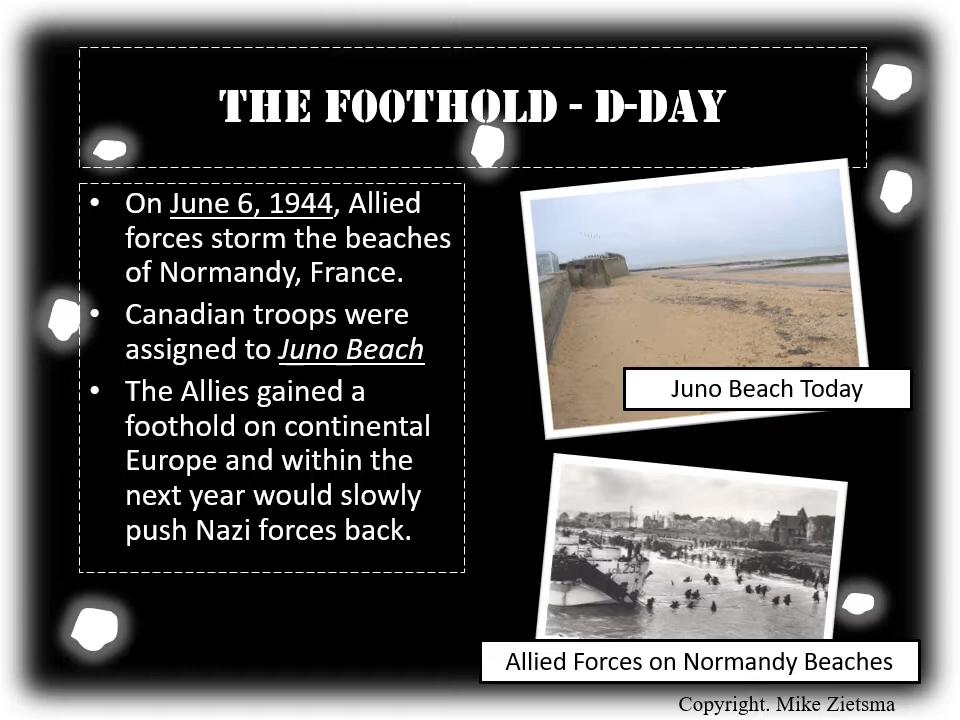 THE FOOTHOLD - D-DAY
• On June 6, 1944, Allied
forces storm the beaches
of Normandy, France.
• Canadian troops were
assigned to Juno Beach
• The Allies gained a
foothold on continental
Europe and within the
next year would slowly
push Nazi forces back.
Juno Beach Today
295
Allied Forces on Normandy Beaches
Copyright. Mike Zietsma